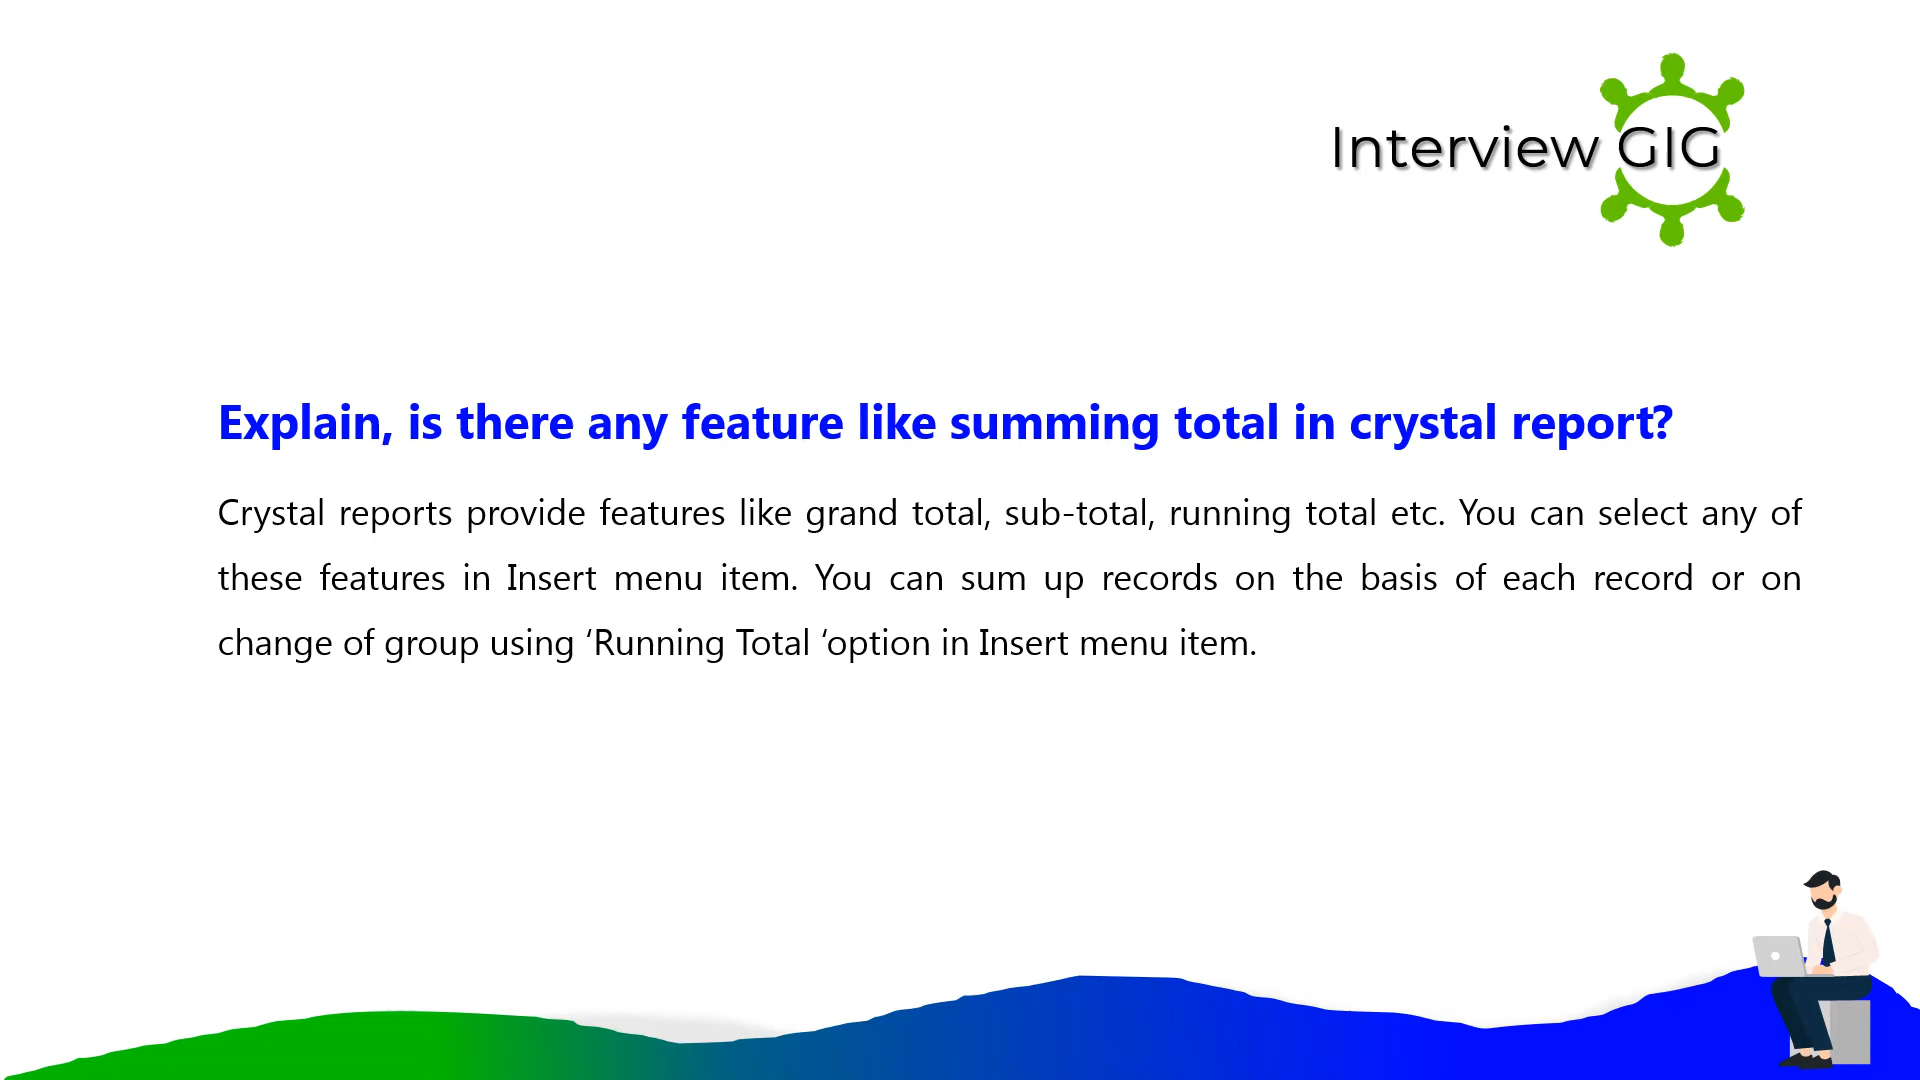 Interview GIG
Explain, is there any feature like summing total in crystal report?
Crystal reports provide features like grand total, sub-total, running total etc. You can select any of
these features in Insert menu item. You can sum up records on the basis of each record or on
change of group using ‘Running Total ‘option in Insert menu item.